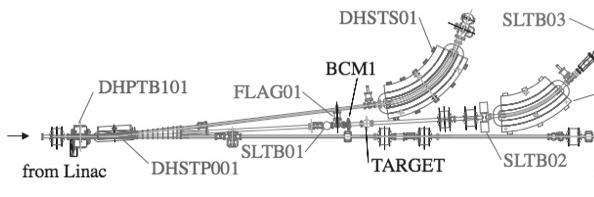 DHSTS01
SLTB03
BCM1
DHPTB101
FLAG01
from Linac
DHSTP001
SLTB01
TARGET
SLTB02